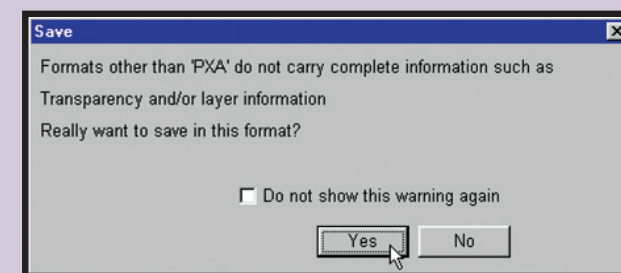 Save
Formats other than 'PXA' do not carry complete information such as
Transparency and/or layer information
Really want to save in this format?
Do not show this warning again
Yes No